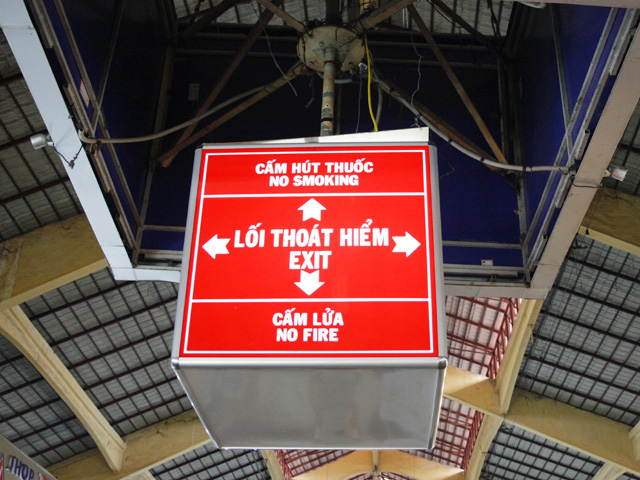 CẤM HÚT THUỐC
NO SMOKING
LỐI THOÁT HIỂM
EXIT
CẤM LỬA
NO FIRE